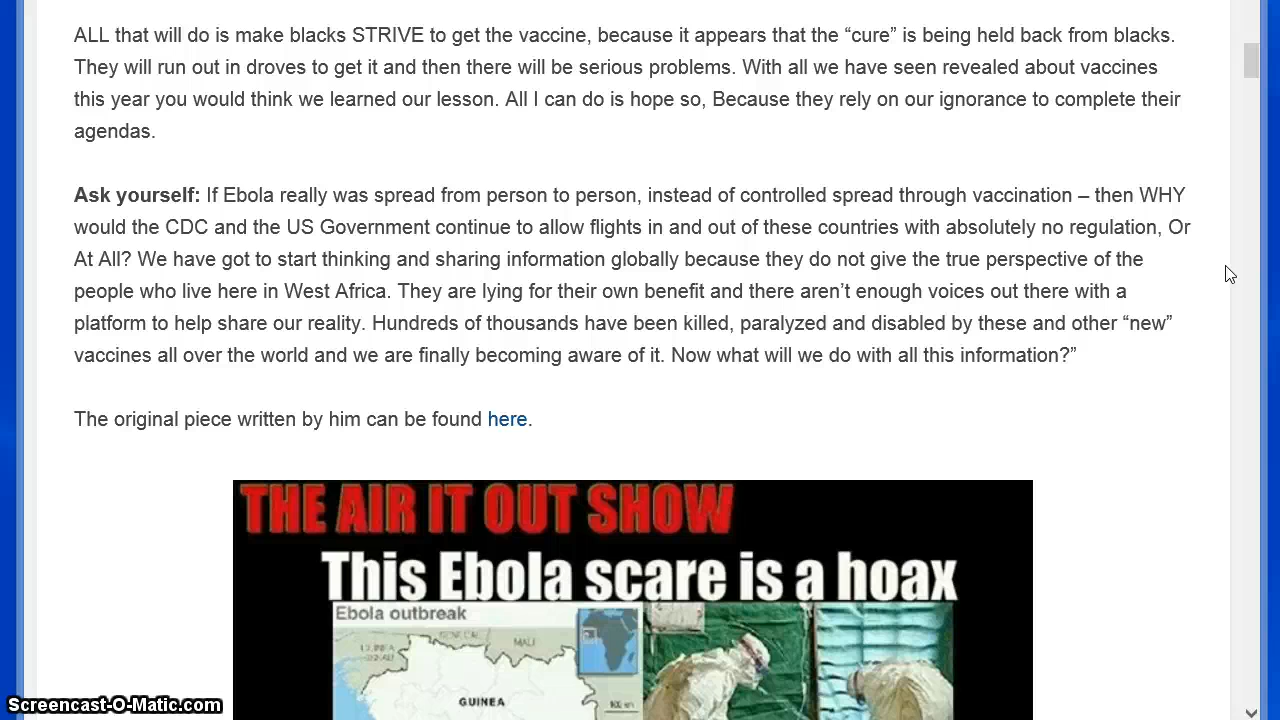 ALL that will do is make blacks STRIVE to get the vaccine, because it appears that the “cure” is being held back from blacks.
They will run out in droves to get it and then there will be serious problems. With all we have seen revealed about vaccines
this year you would think we learned our lesson. All I can do is hope so, Because they rely on our ignorance to complete their
agendas.
Ask yourself: If Ebola really was spread from person to person, instead of controlled spread through vaccination – then WHY
would the CDC and the US Government continue to allow flights in and out of these countries with absolutely no regulation, Or
At All? We have got to start thinking and sharing information globally because they do not give the true perspective of the
people who live here in West Africa. They are lying for their own benefit and there aren’t enough voices out there with a
platform to help share our reality. Hundreds of thousands have been killed, paralyzed and disabled by these and other “new”
vaccines all over the world and we are finally becoming aware of it. Now what will we do with all this information?”
The original piece written by him can be found here.
THE AIR IT OUT SHOW
This Ebola scare is a hoax
Ebola outbreak
MALI
GUINEA
Screencast-O-Matic.com